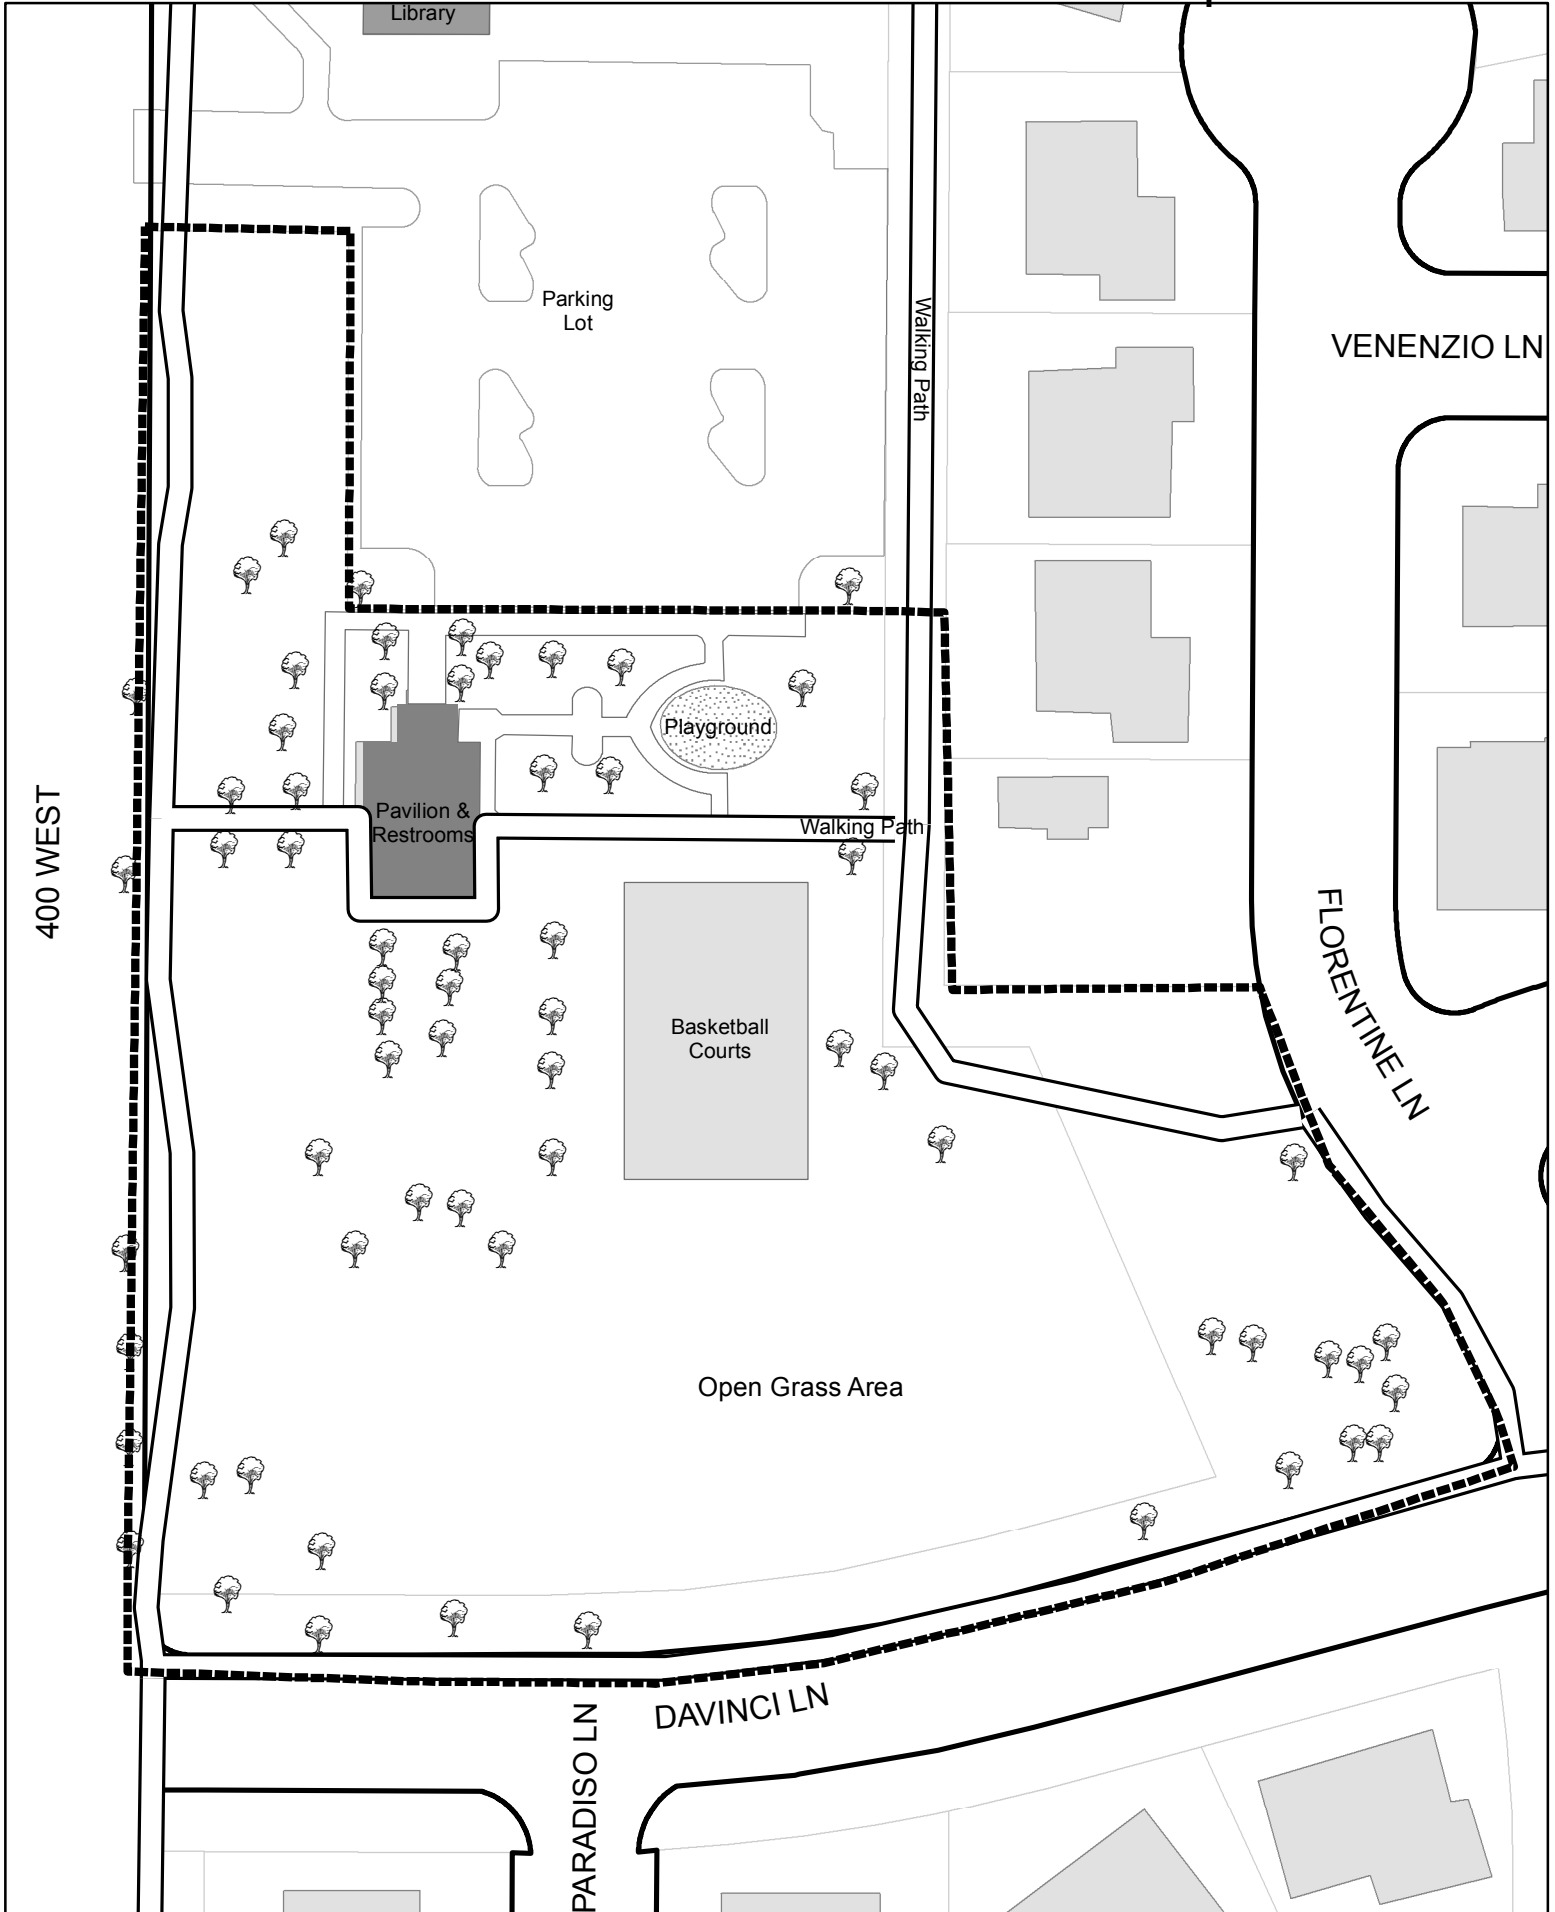 Library
Parking
Lot
Walking Path
VENENZIO LN
Playground
Pavilion &
Restrooms
Walking Path
400 WEST
FLORENTINE LN
Basketball
Courts
Open Grass Area
DAVINCI LN
PARADISO LN